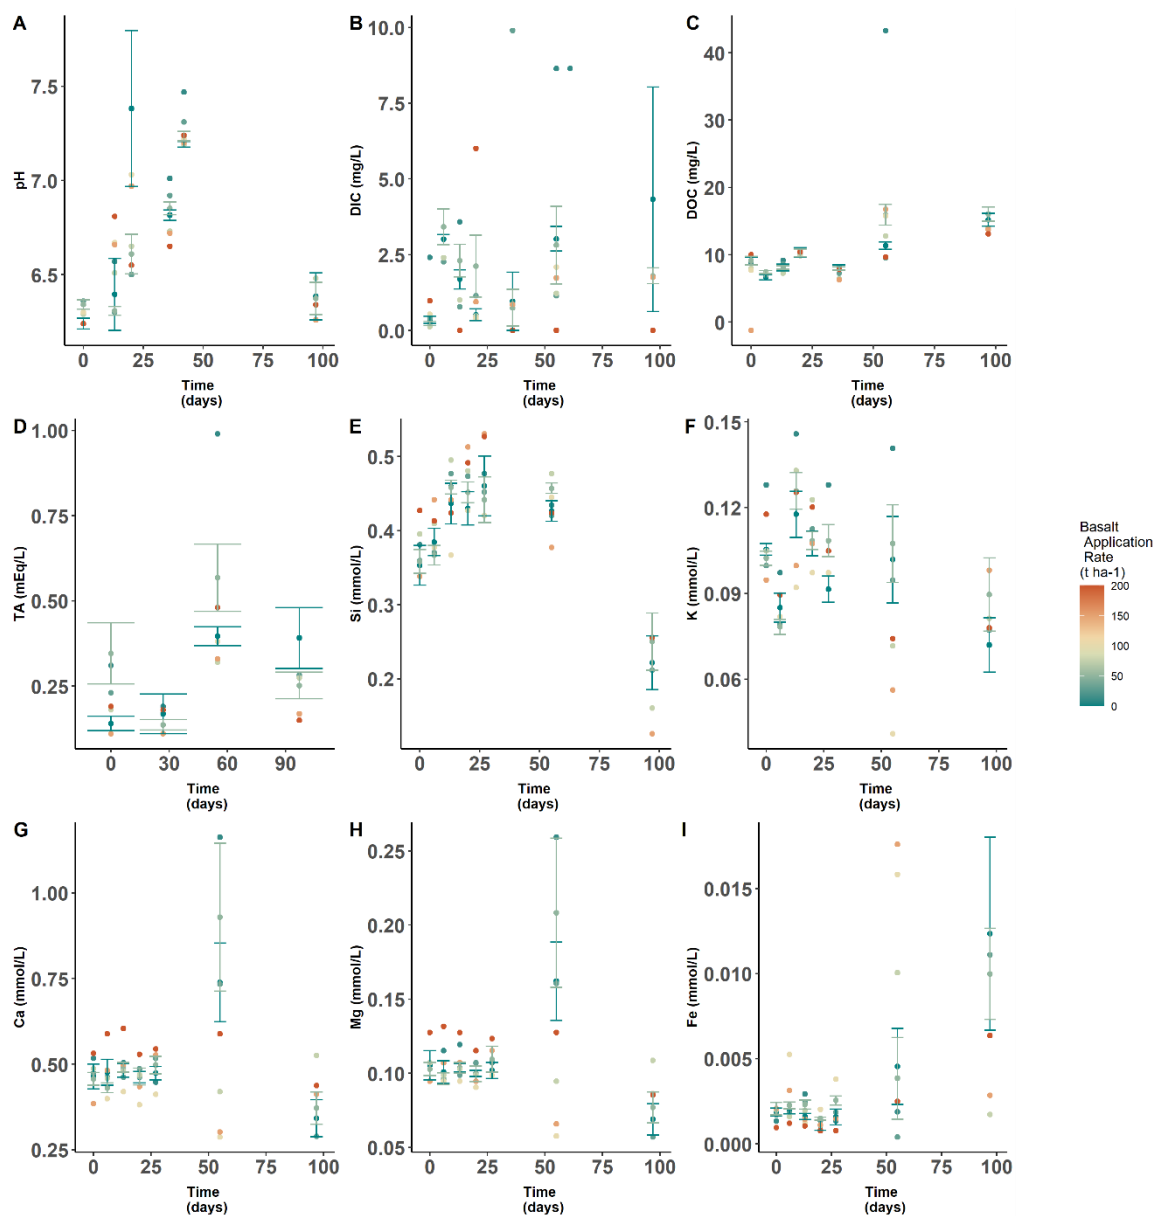 A
B
C
7.5
7.0
6.5
pH
0
25
50
75
100
Time
(days)
10.0
7.5
5.0
2.5
0.0
DIC (mg/L)
0
25
50
75
100
Time
(days)
40
30
20
10
0
DOC (mg/L)
0
25
50
75
100
Time
(days)
D
E
F
1.00
0.75
0.50
0.25
TA (mEq/L)
0
30
60
90
Time
(days)
0.5
0.4
0.3
0.2
Si (mmol/L)
0
25
50
75
100
Time
(days)
0.15
0.12
0.09
0.06
K (mmol/L)
0
25
50
75
100
Time
(days)
Basalt
Application
Rate
(t ha-1)
200
150
100
50
0
G
H
I
1.00
0.75
0.50
0.25
Ca (mmol/L)
0
25
50
75
100
Time
(days)
0.25
0.20
0.15
0.10
0.05
Mg (mmol/L)
0
25
50
75
100
Time
(days)
0.015
0.010
0.005
0.000
Fe (mmol/L)
0
25
50
75
100
Time
(days)